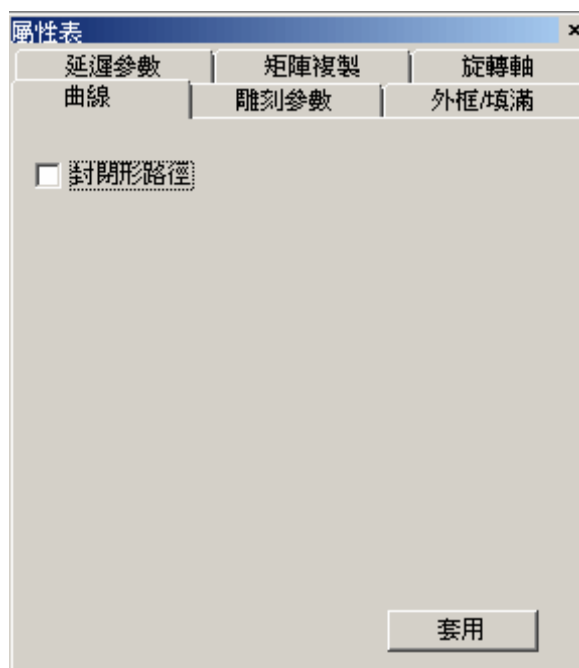 屬性表
延遲參數 矩陣複製 旋轉軸
曲線 雕刻參數 外框/填滿
封閉形路徑
套用